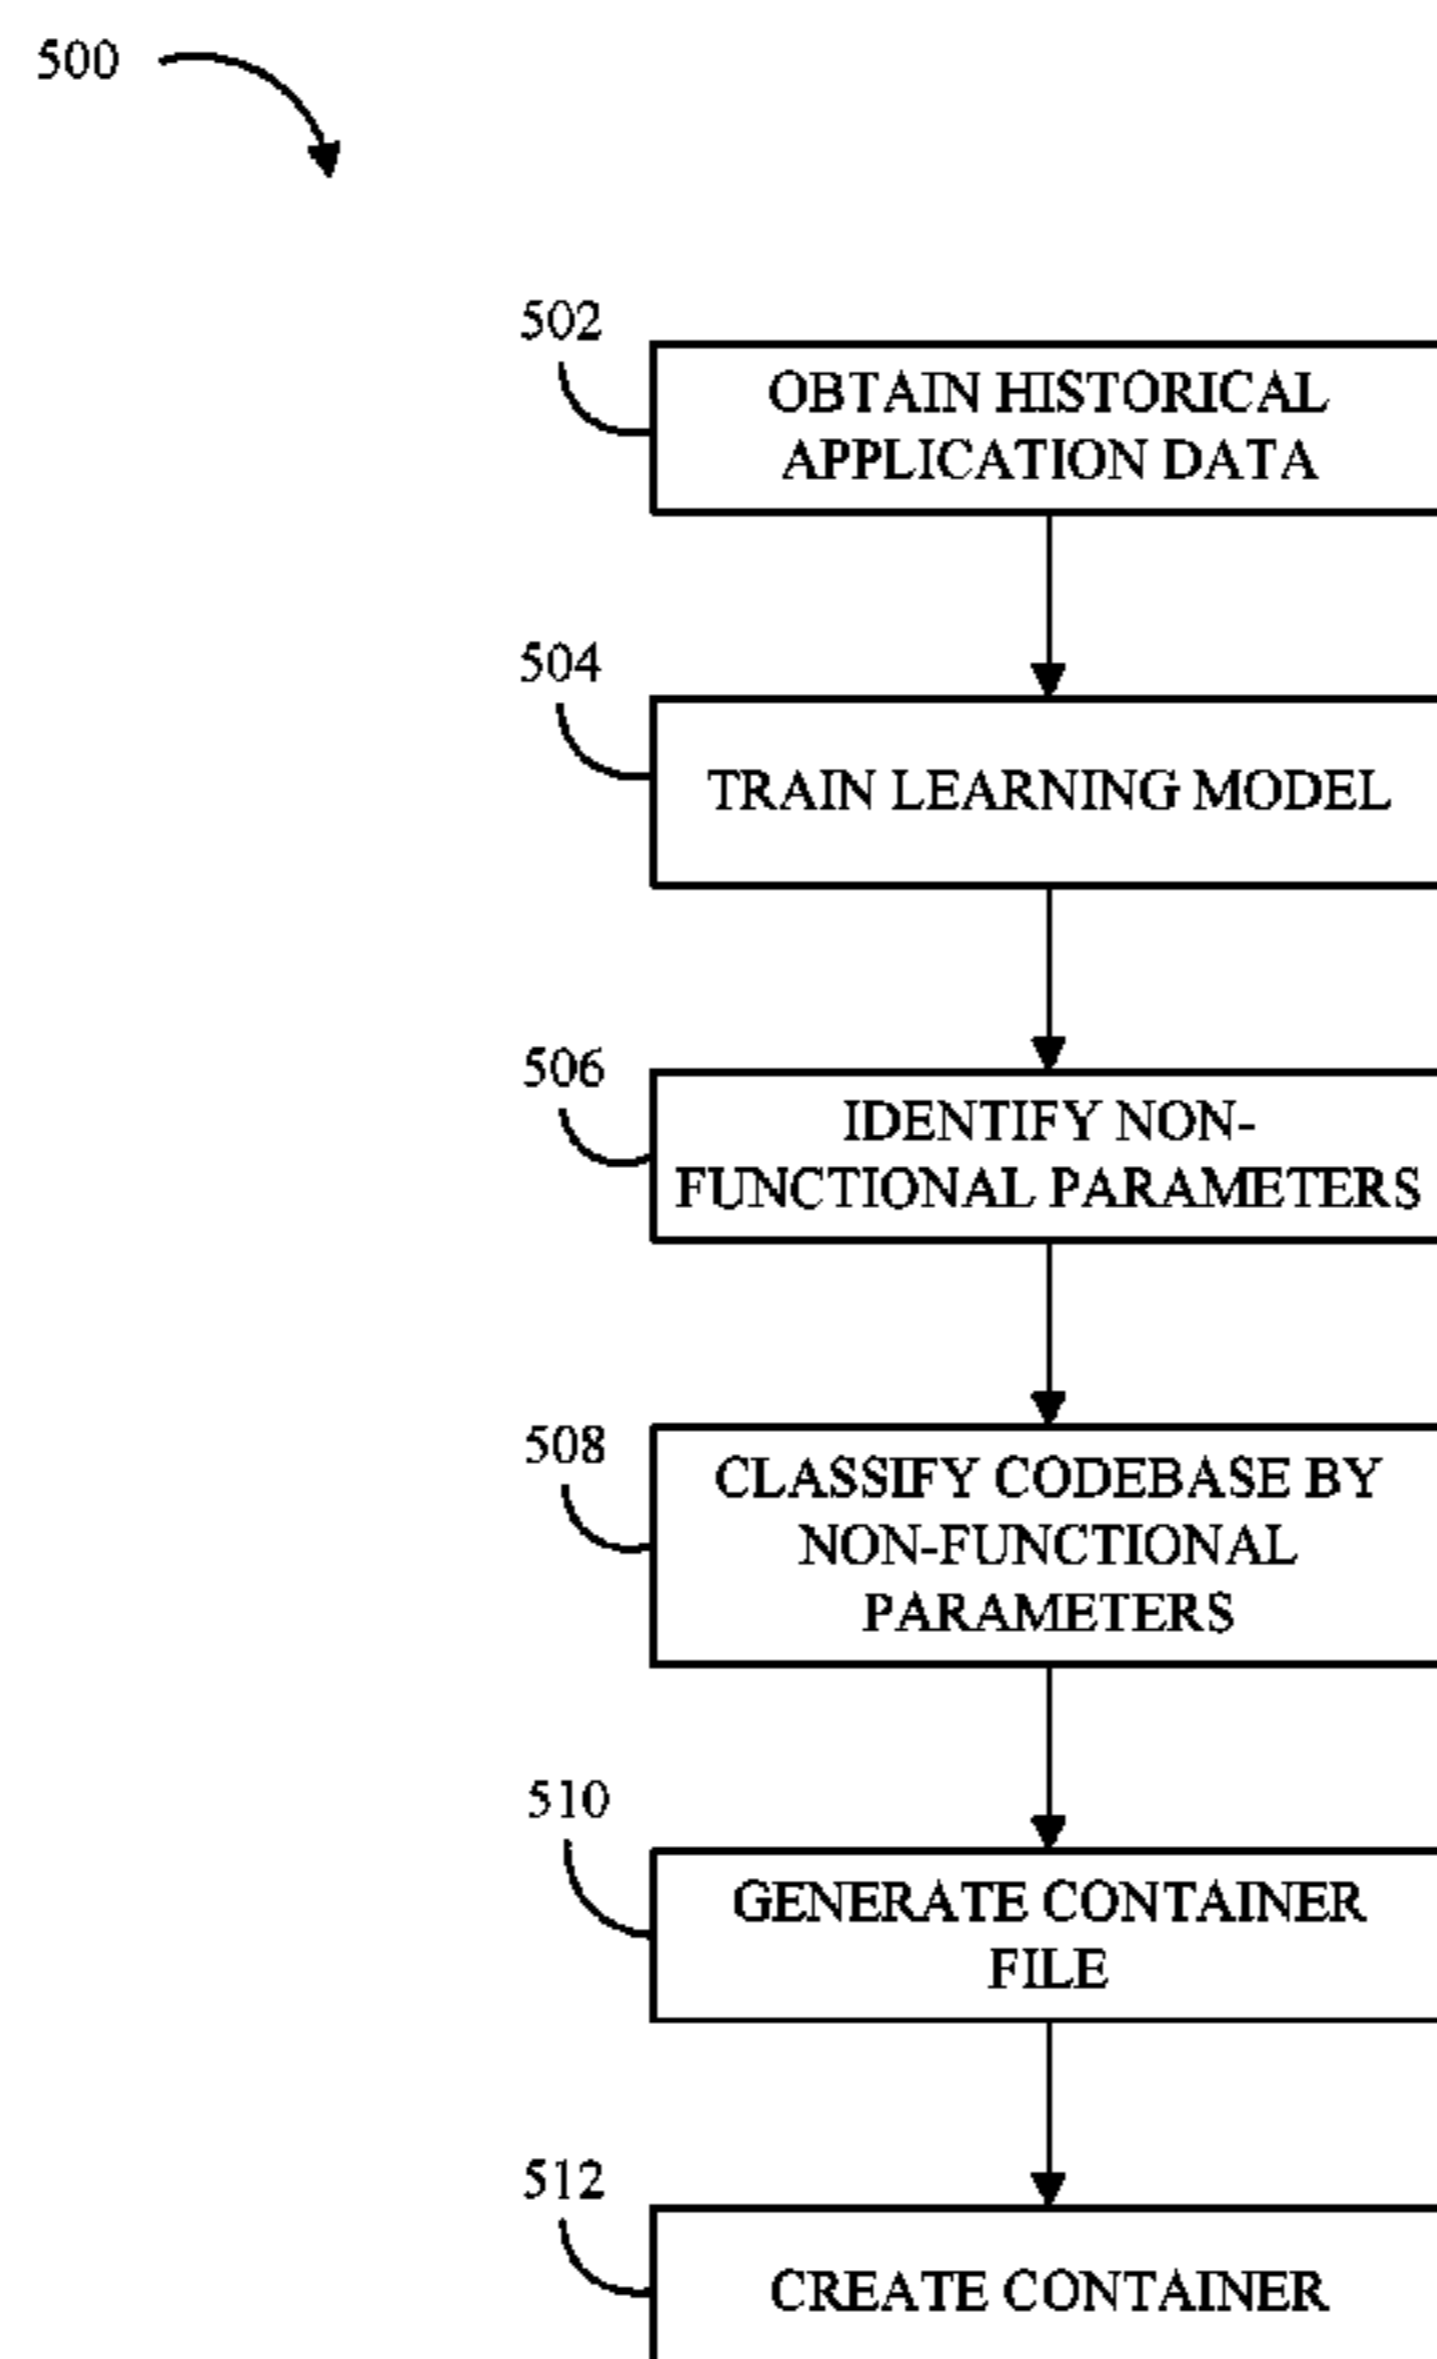 500
502
OBTAIN HISTORICAL
APPLICATION DATA
504
TRAIN LEARNING MODEL
506
IDENTIFY NON-
FUNCTIONAL PARAMETERS
508
CLASSIFY CODEBASE BY
NON-FUNCTIONAL
PARAMETERS
510
GENERATE CONTAINER
FILE
512
CREATE CONTAINER